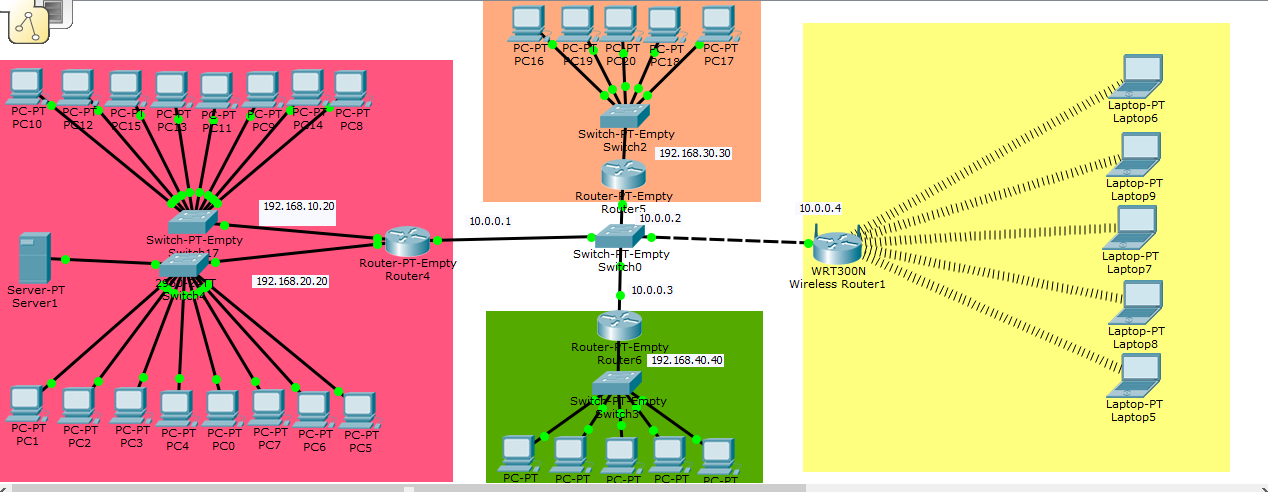 PC-PT
PC10
PC-PT
PC12
PC-PT
PC15
PC-PT
PC13
PC-PT
PC11
PC-PT
PC9
PC-PT
PC14
PC-PT
PC8
192.168.10.20
Switch-PT-Empty
Switch17
Server-PT
Server1
Switch4
192.168.20.20
Router-PT-Empty
Router4
PC-PT
PC1
PC-PT
PC2
PC-PT
PC3
PC-PT
PC4
PC-PT
PC0
PC-PT
PC7
PC-PT
PC6
PC-PT
PC5
PC-PT
PC16
PC-PT
PC19
PC-PT
PC20
PC-PT
PC18
PC-PT
PC17
Switch-PT-Empty
Switch2
192.168.30.30
Router-PT-Empty
Router5
10.0.0.1
10.0.0.2
Switch-PT-Empty
Switch0
10.0.0.3
Router-PT-Empty
Router6
192.168.40.40
Switch-PT-Empty
Switch3
PC-PT
PC-PT
PC-PT
PC-PT
PC-PT
10.0.0.4
WRT300N
Wireless Router1
Laptop-PT
Laptop6
Laptop-PT
Laptop9
Laptop-PT
Laptop7
Laptop-PT
Laptop8
Laptop-PT
Laptop5